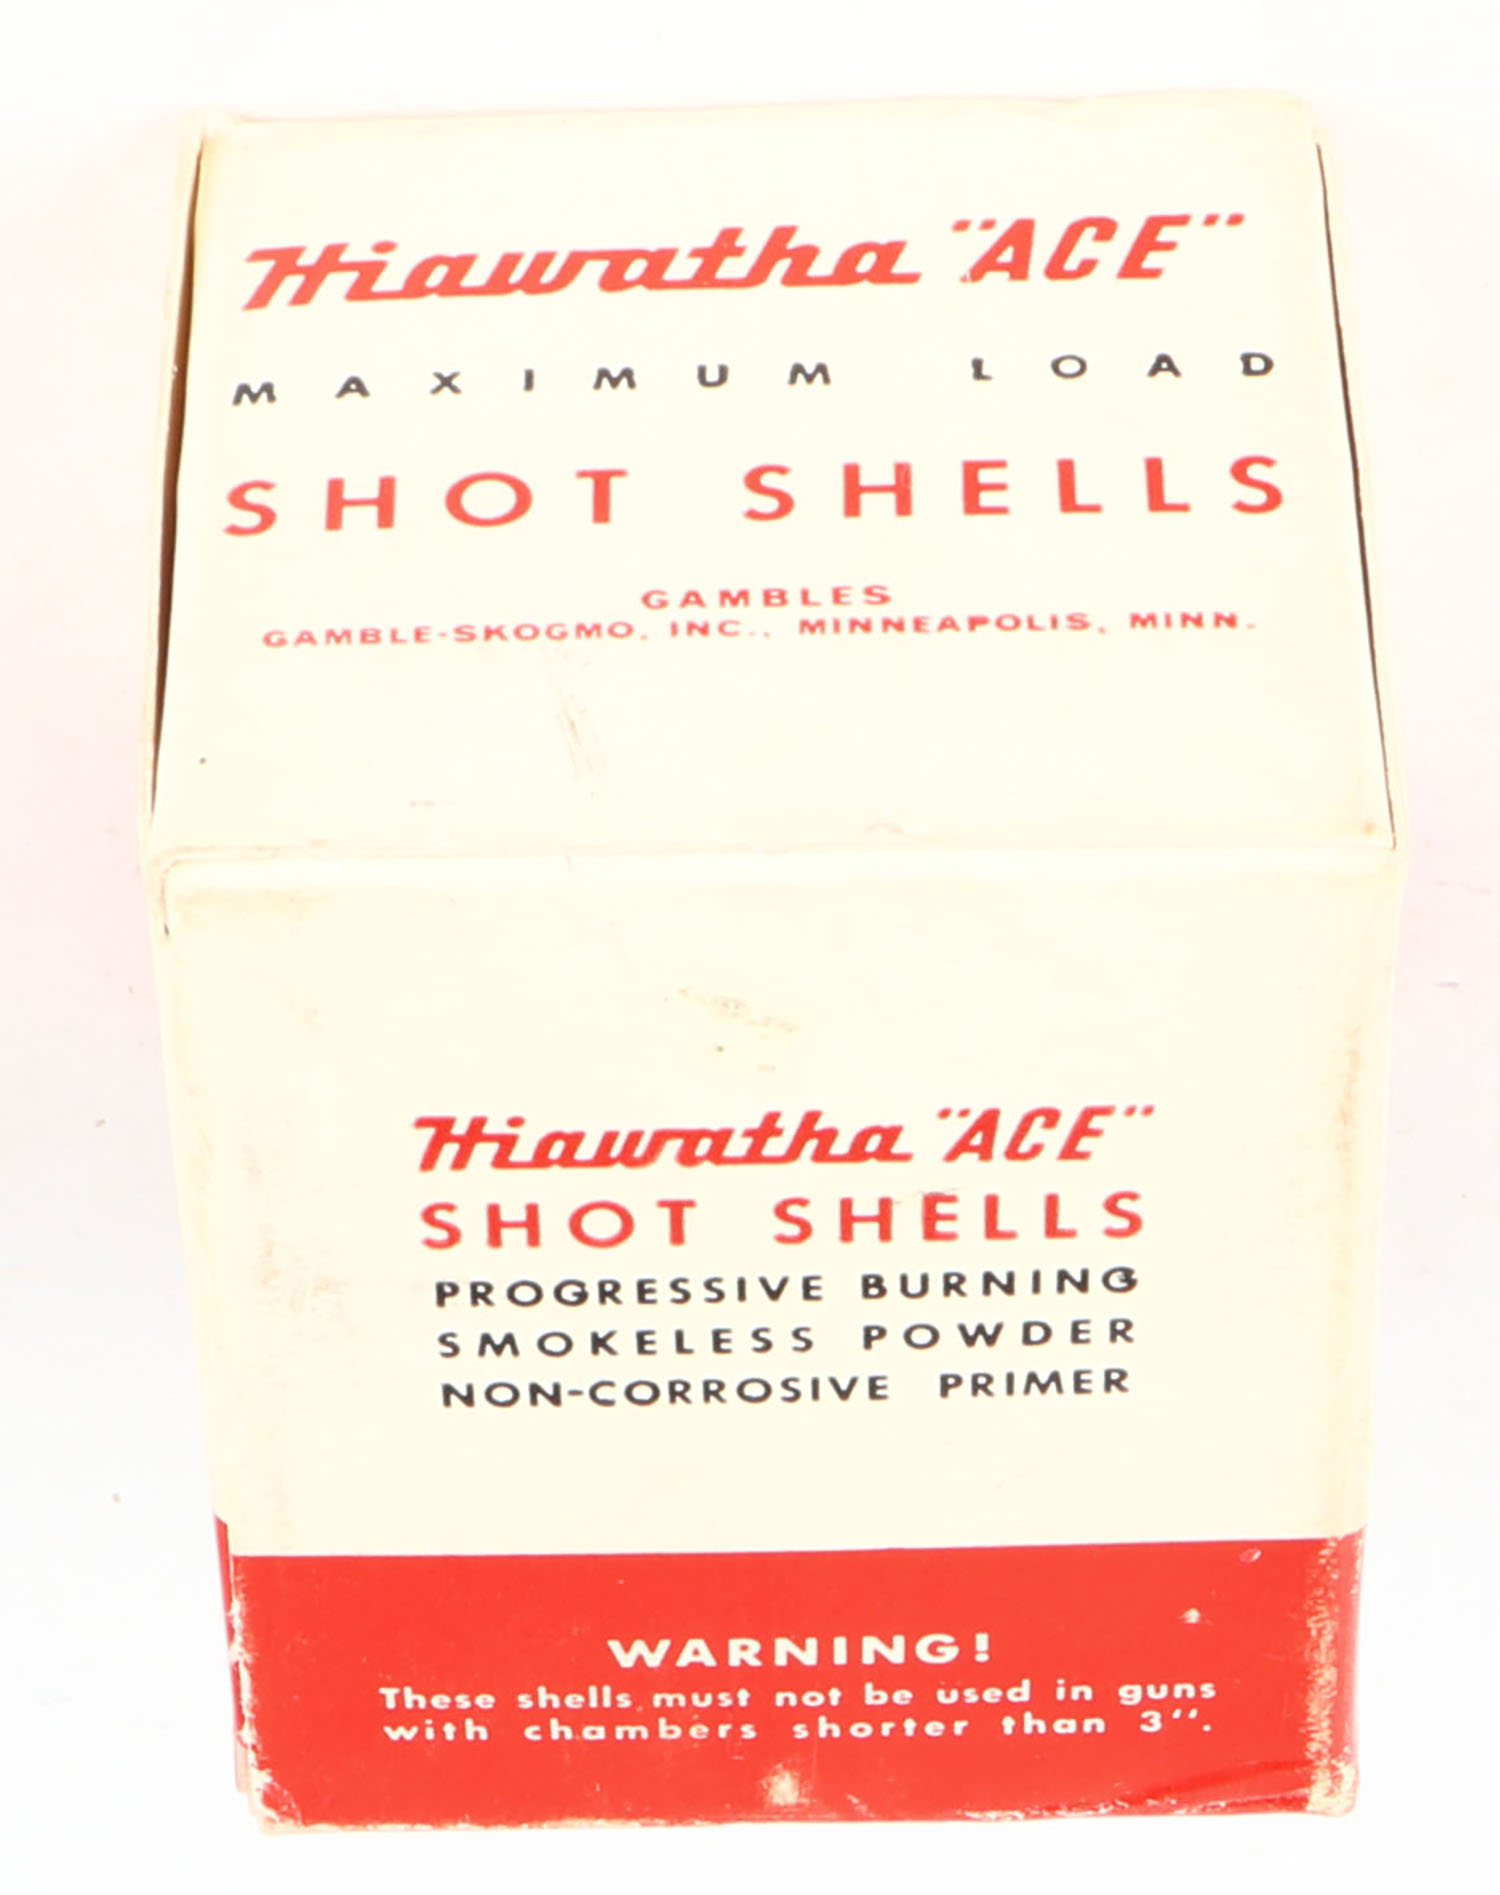 Hiawatha "ACE"
MAXIMUM LOAD
SHOT SHELLS
GAMBLES
GAMBLE-SKOGMO, INC., MINNEAPOLIS, MINN.
Hiawatha "ACE"
SHOT SHELLS
PROGRESSIVE BURNING
SMOKELESS POWDER
NON-CORROSIVE PRIMER
WARNING!
These shells must not be used in guns
with chambers shorter than 3".